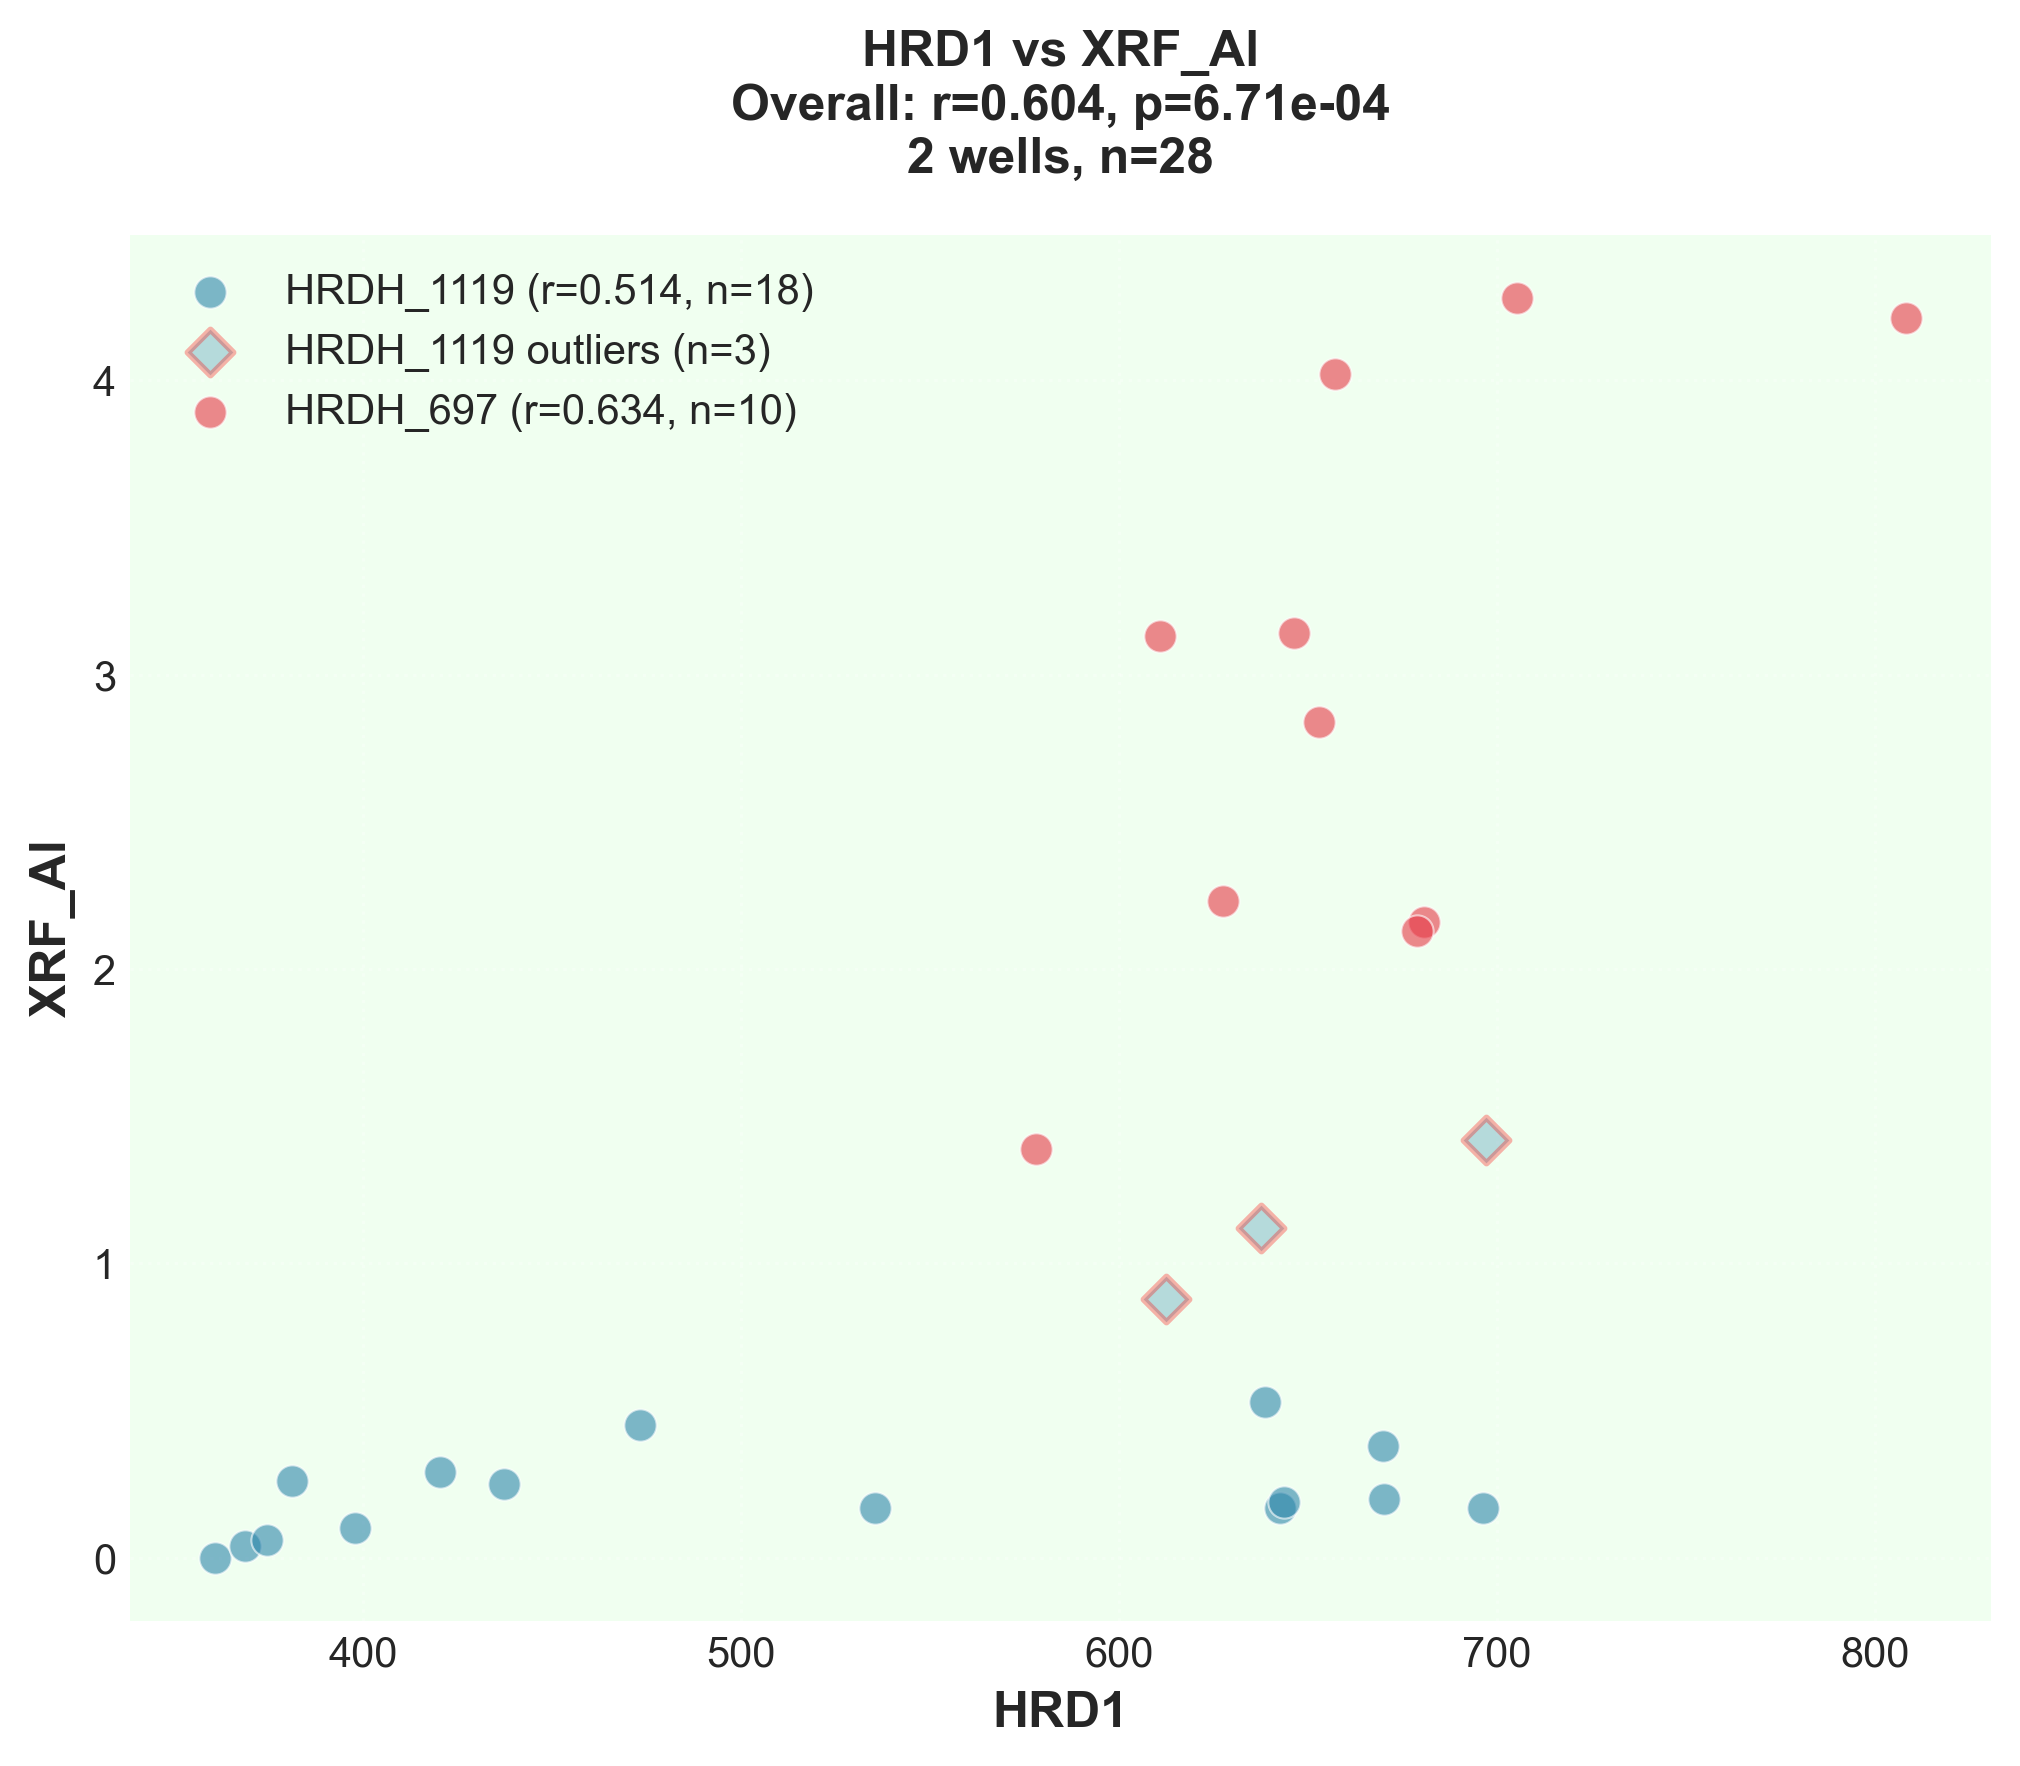 HRD1 vs XRF_Al
Overall: r=0.604, p=6.71e-04
2 wells, n=28
HRDH_1119 (r=0.514, n=18)
HRDH_1119 outliers (n=3)
HRDH_697 (r=0.634, n=10)
XRF_Al
4
3
2
1
0
400 500 600 700 800
HRD1